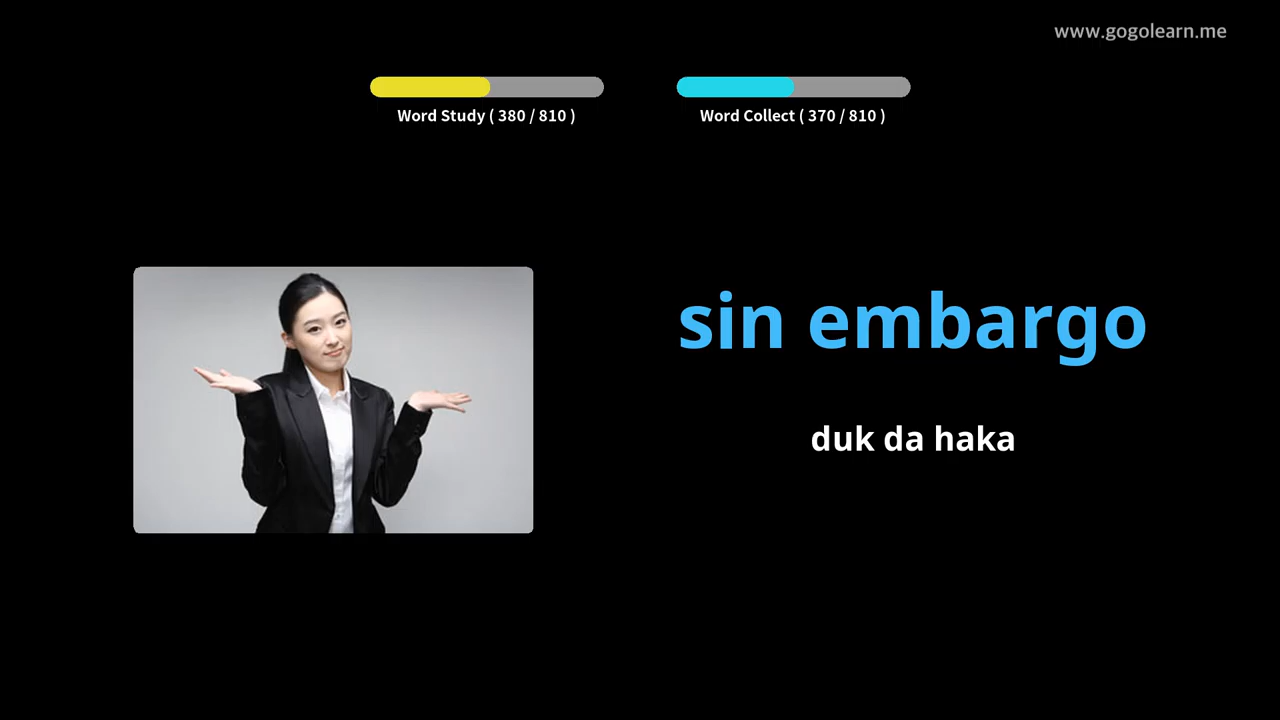 www.gogolearn.me
Word Study ( 380 / 810 )
Word Collect ( 370 / 810 )
sin embargo
duk da haka